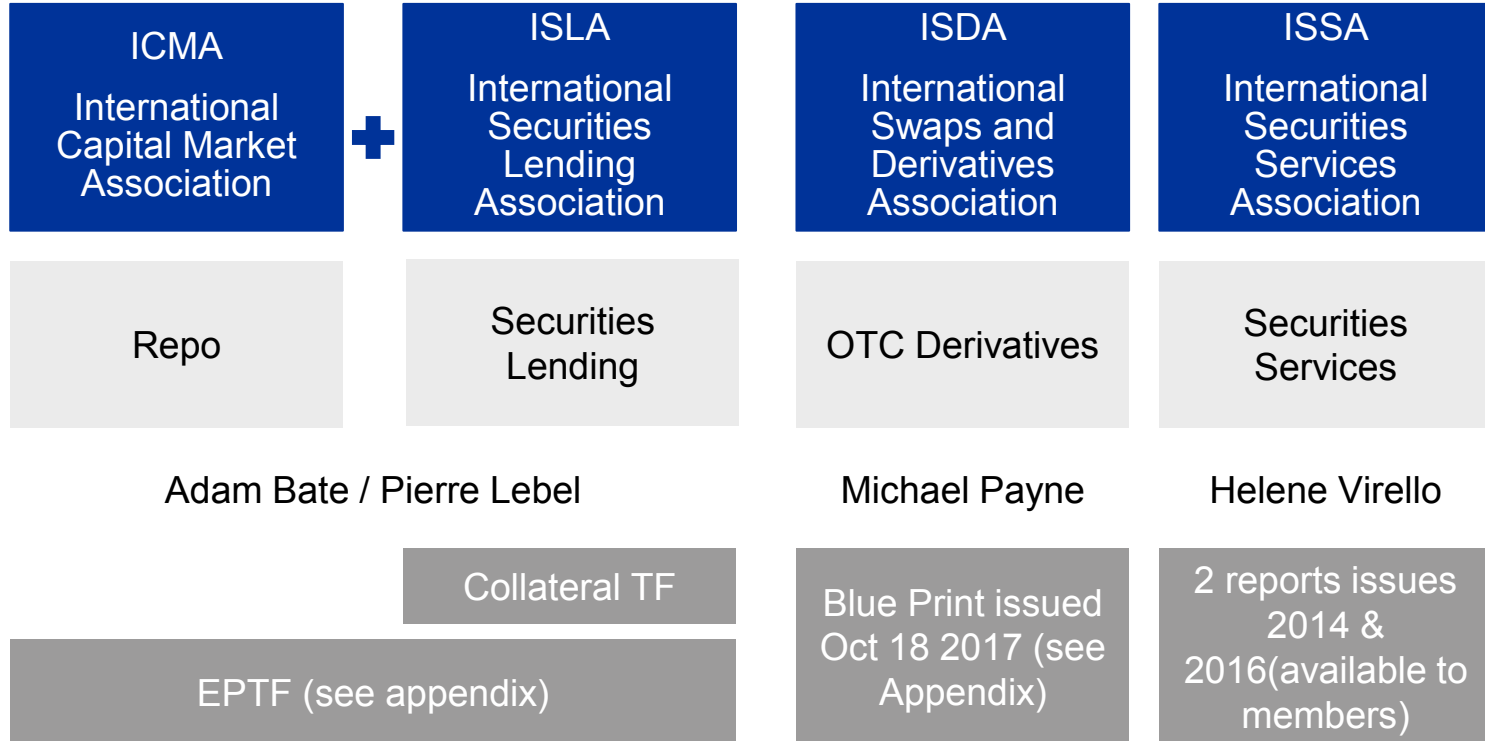 ICMA
International
Capital Market
Association
ISLA
International
Securities
Lending
Association
ISDA
International
Swaps and
Derivatives
Association
ISSA
International
Securities
Services
Association
Repo
Securities
Lending
OTC Derivatives
Securities
Services
Adam Bate / Pierre Lebel
Michael Payne
Helene Virello
Collateral TF
EPTF (see appendix)
Blue Print issued
Oct 18 2017 (see
Appendix)
2 reports issues
2014 &
2016(available to
members)